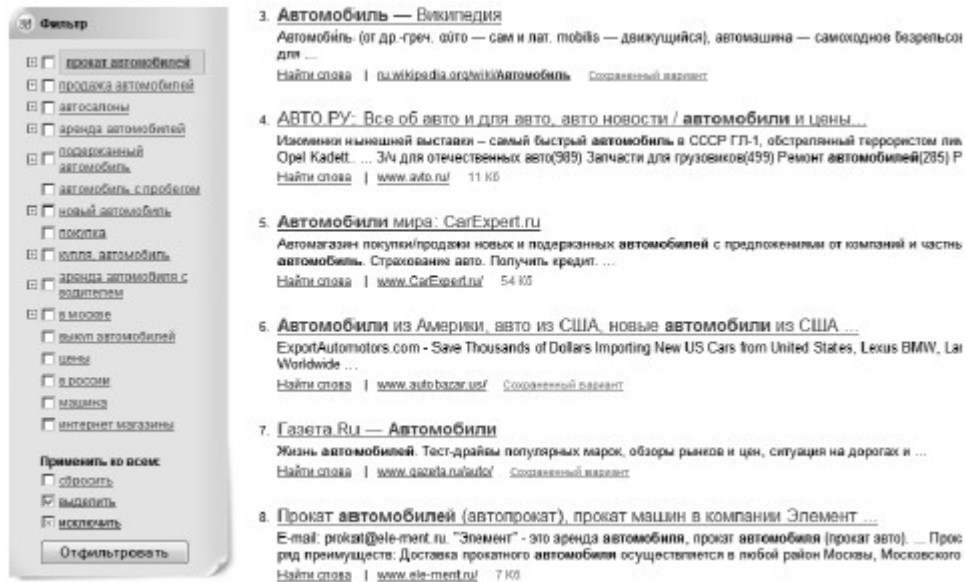 Фильтр
прокат автомобилей
продажа автомобилей
автосалоны
аренда автомобилей
подержанный
автомобиль
автомобиль с пробегом
новый автомобиль
покупка
купля, автомобиль
аренда автомобиля с
водителем
в москве
выкуп автомобилей
цены
в россии
машина
интернет магазины
Применить ко всем:
сбросить
выделить
исключить
Отфильтровать
3. Автомобиль — Википедия
Автомоби́ль (от др.-греч. αὐτο — сам и лат. mobilis — движущийся), автомашина — самоходное безрельсов
для ...
Найти слова | ru.wikipedia.org/wiki/Автомобиль Сохраненный вариант
4. АВТО.РУ: Все об авто и для авто, авто новости / автомобили и цены...
Изюминки нынешней выставки – самый быстрый автомобиль в СССР ГЛ-1, обстрелянный террористом лим
Opel Kadett. ... З/ч для отечественных авто(989) Запчасти для грузовиков(499) Ремонт автомобилей(285) Р
Найти слова | www.avto.ru/ 11 Кб
5. Автомобили мира: CarExpert.ru
Автомагазин покупки/продажи новых и подержанных автомобилей с предложениями от компаний и частны
автомобиль. Страхование авто. Получить кредит. ...
Найти слова | www.CarExpert.ru/ 54 Кб
6. Автомобили из Америки, авто из США, новые автомобили из США ...
ExportAutomotors.com - Save Thousands of Dollars Importing New US Cars from United States, Lexus BMW, Lan
Worldwide ...
Найти слова | www.autobazar.us/ Сохраненный вариант
7. Газета.Ru — Автомобили
Жизнь автомобилей. Тест-драйвы популярных марок, обзоры рынков и цен, ситуация на дорогах и ...
Найти слова | www.gazeta.ru/auto/ Сохраненный вариант
8. Прокат автомобилей (автопрокат), прокат машин в компании Элемент ...
E-mail: prokat@ele-ment.ru. "Элемент" - это аренда автомобиля, прокат автомобиля (прокат авто). ... Прок
ряд преимуществ: Доставка прокатного автомобиля осуществляется в любой район Москвы, Московского
Найти слова | www.ele-ment.ru/ 7 Кб